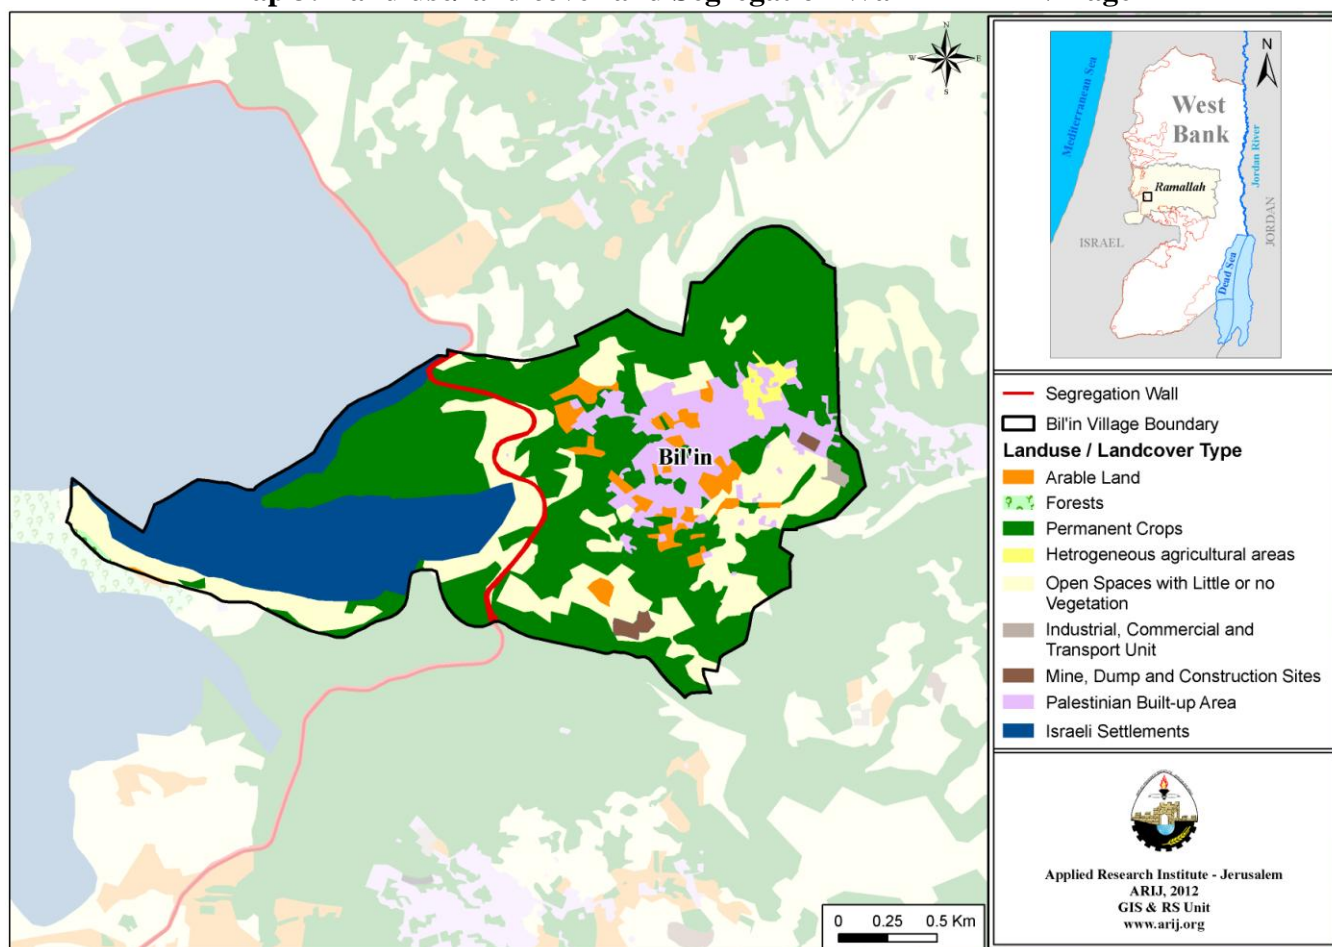 N
W
E
S
Bil'in
0 0.25 0.5 Km
N
Mediterranean Sea
West
Bank
Jordan River
Ramallah
ISRAEL
JORDAN
Dead Sea
Segregation Wall
Bil'in Village Boundary
Landuse / Landcover Type
Arable Land
Forests
Permanent Crops
Hetrogeneous agricultural areas
Open Spaces with Little or no
Vegetation
Industrial, Commercial and
Transport Unit
Mine, Dump and Construction Sites
Palestinian Built-up Area
Israeli Settlements
Applied Research Institute - Jerusalem
ARIJ, 2012
GIS & RS Unit
www.arij.org